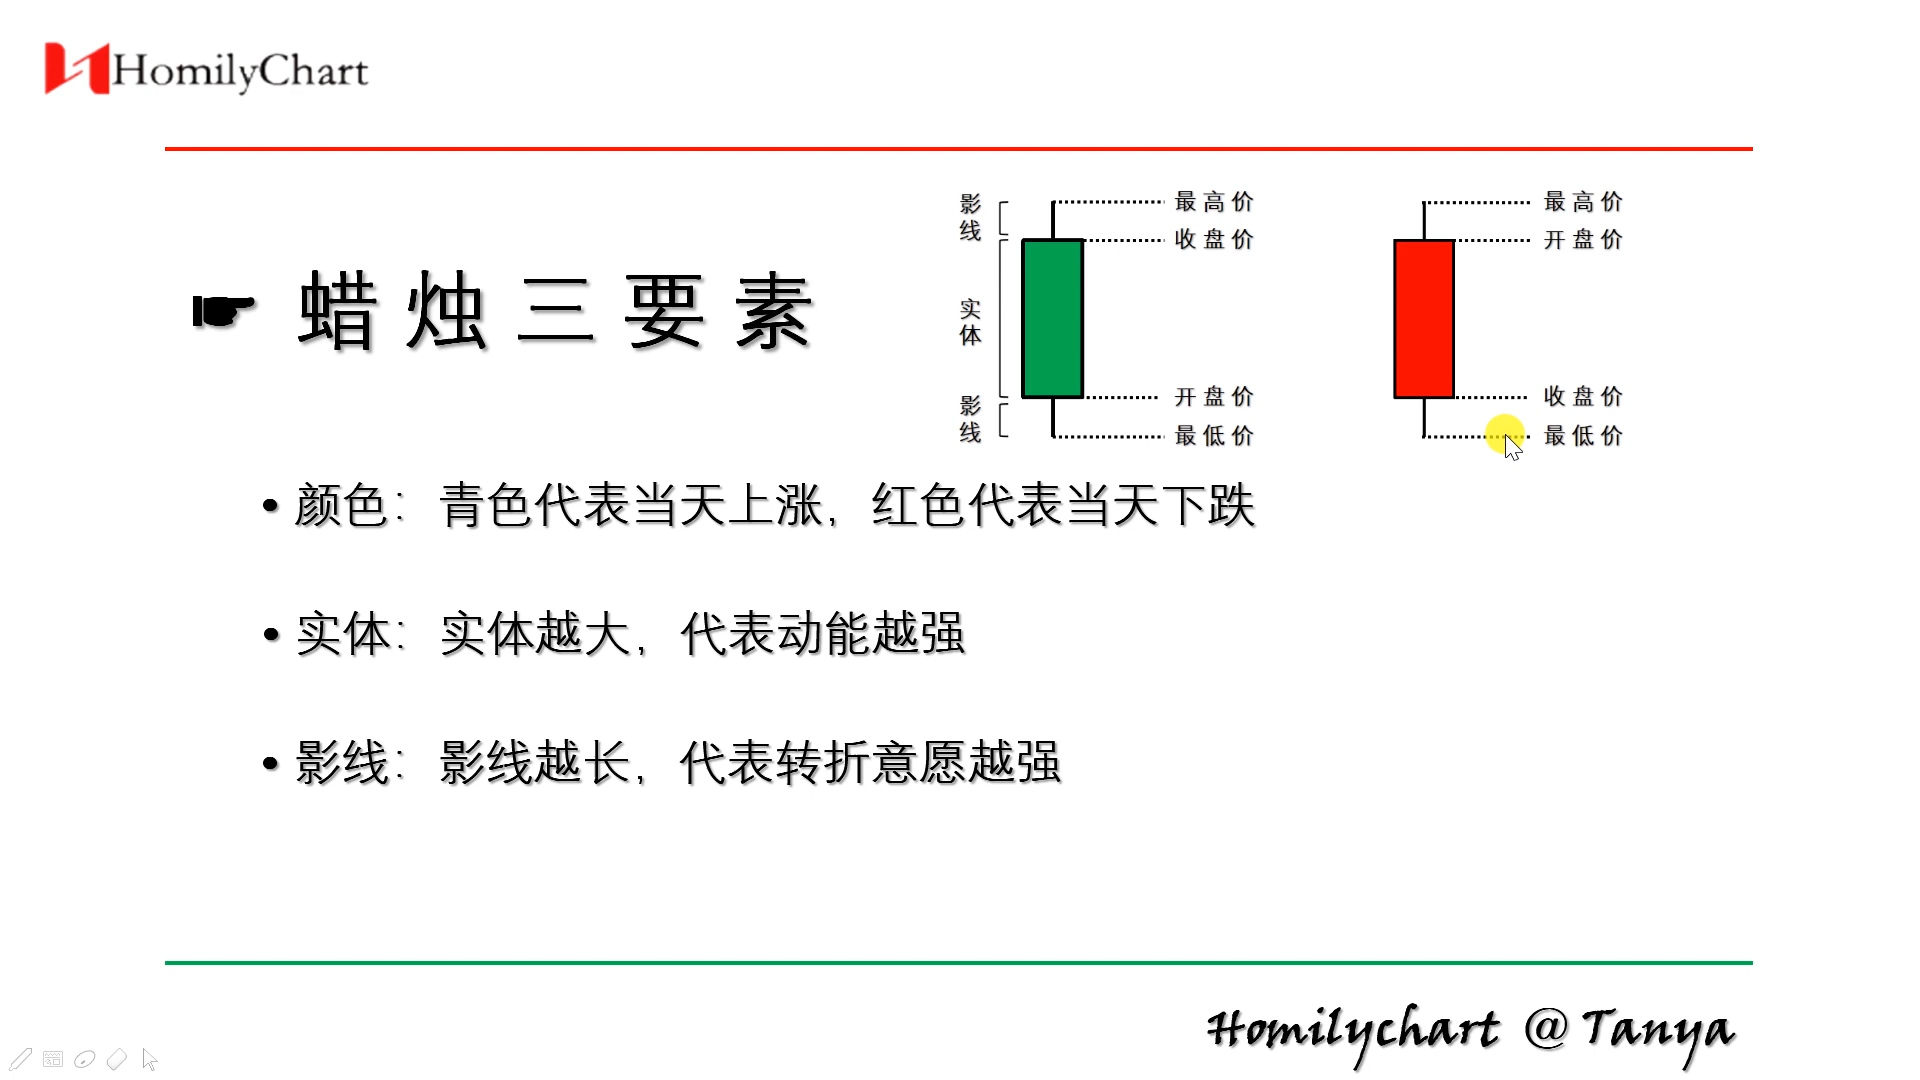 HomilyChart
☛ 蜡烛三要素
影线
实体
影线
最高价
收盘价
开盘价
最低价
最高价
开盘价
收盘价
最低价
• 颜色：青色代表当天上涨，红色代表当天下跌
• 实体：实体越大，代表动能越强
• 影线：影线越长，代表转折意愿越强
Homilychart @ Tanya